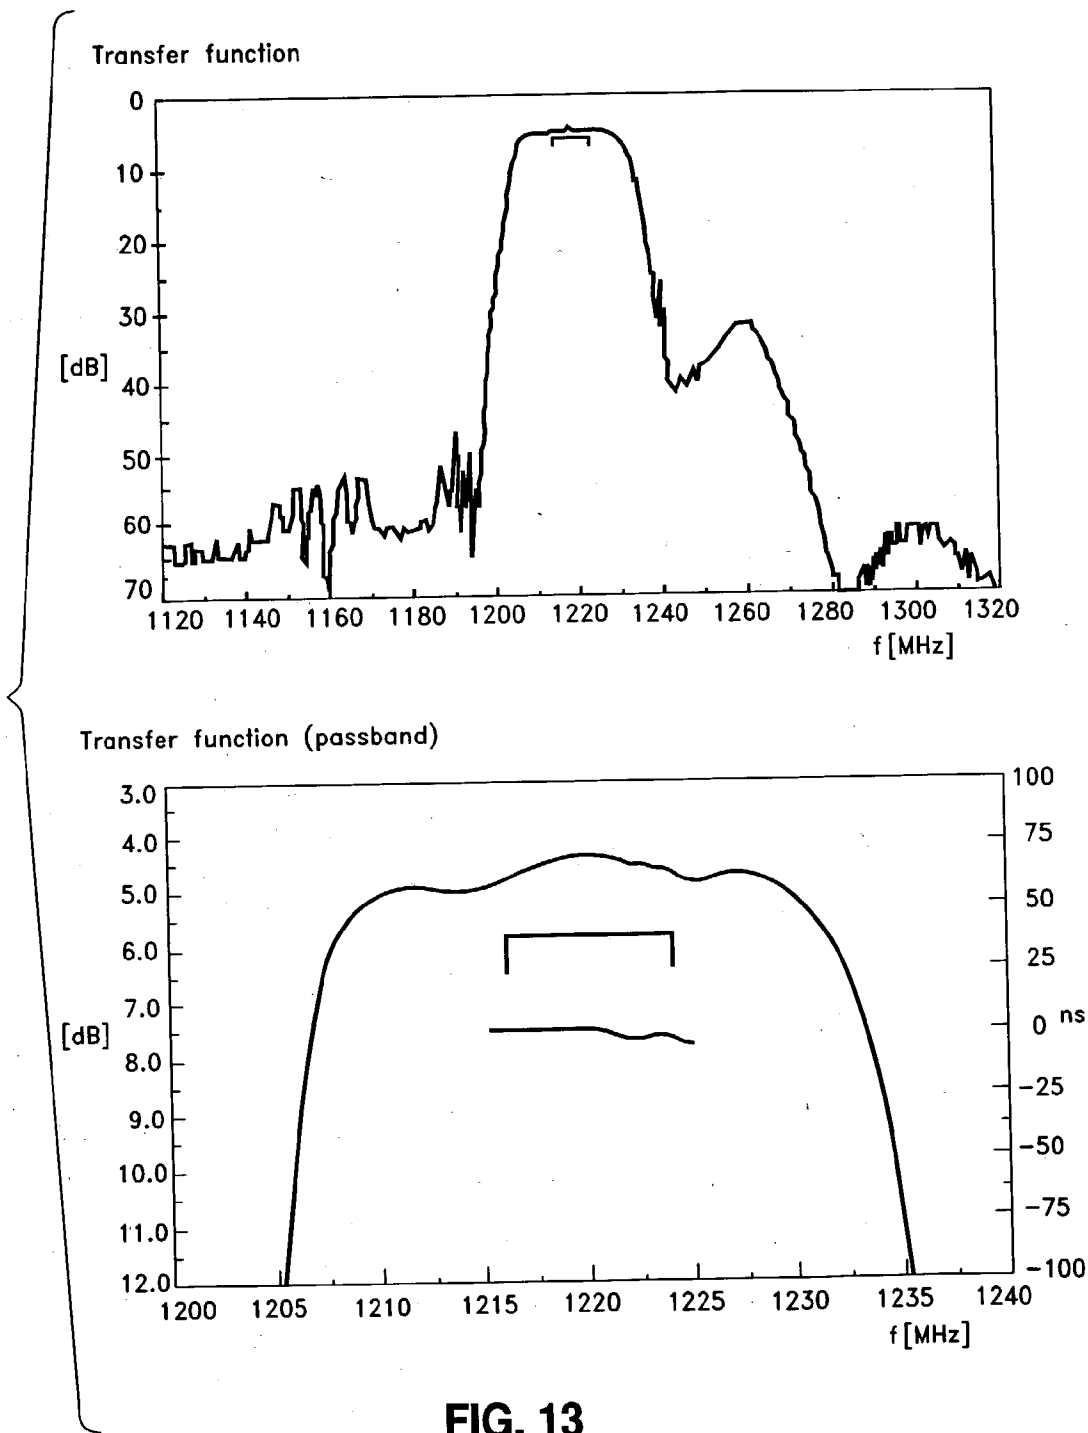 Transfer function
0
10
20
30
[dB]
40
50
60
70
1120 1140 1160 1180 1200 1220 1240 1260 1280 1300 1320
f[MHz]
Transfer function (passband)
3.0 100
4.0 75
5.0 50
6.0 25
7.0 0 ns
[dB]
8.0 -25
9.0 -50
10.0 -75
11.0
12.0 -100
1200 1205 1210 1215 1220 1225 1230 1235 1240
f[MHz]
FIG. 13